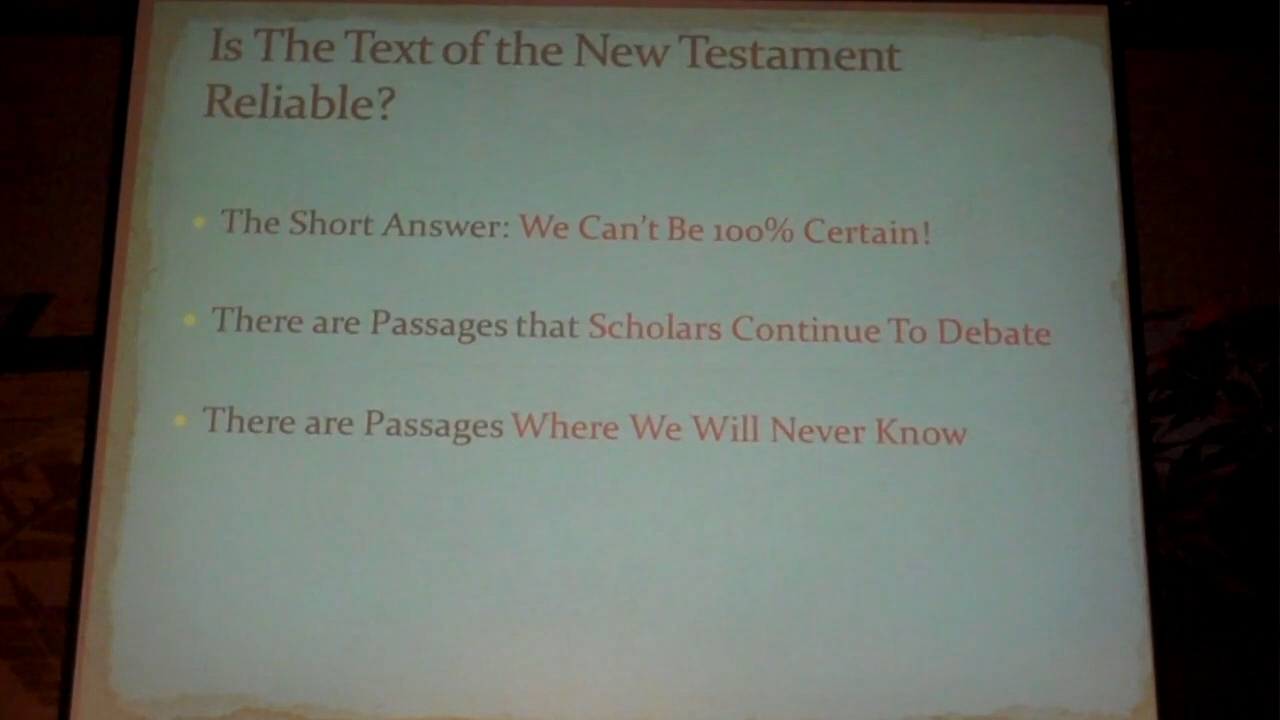 Is The Text of the New Testament
Reliable?
• The Short Answer: We Can't Be 100% Certain!
• There are Passages that Scholars Continue To Debate
• There are Passages Where We Will Never Know